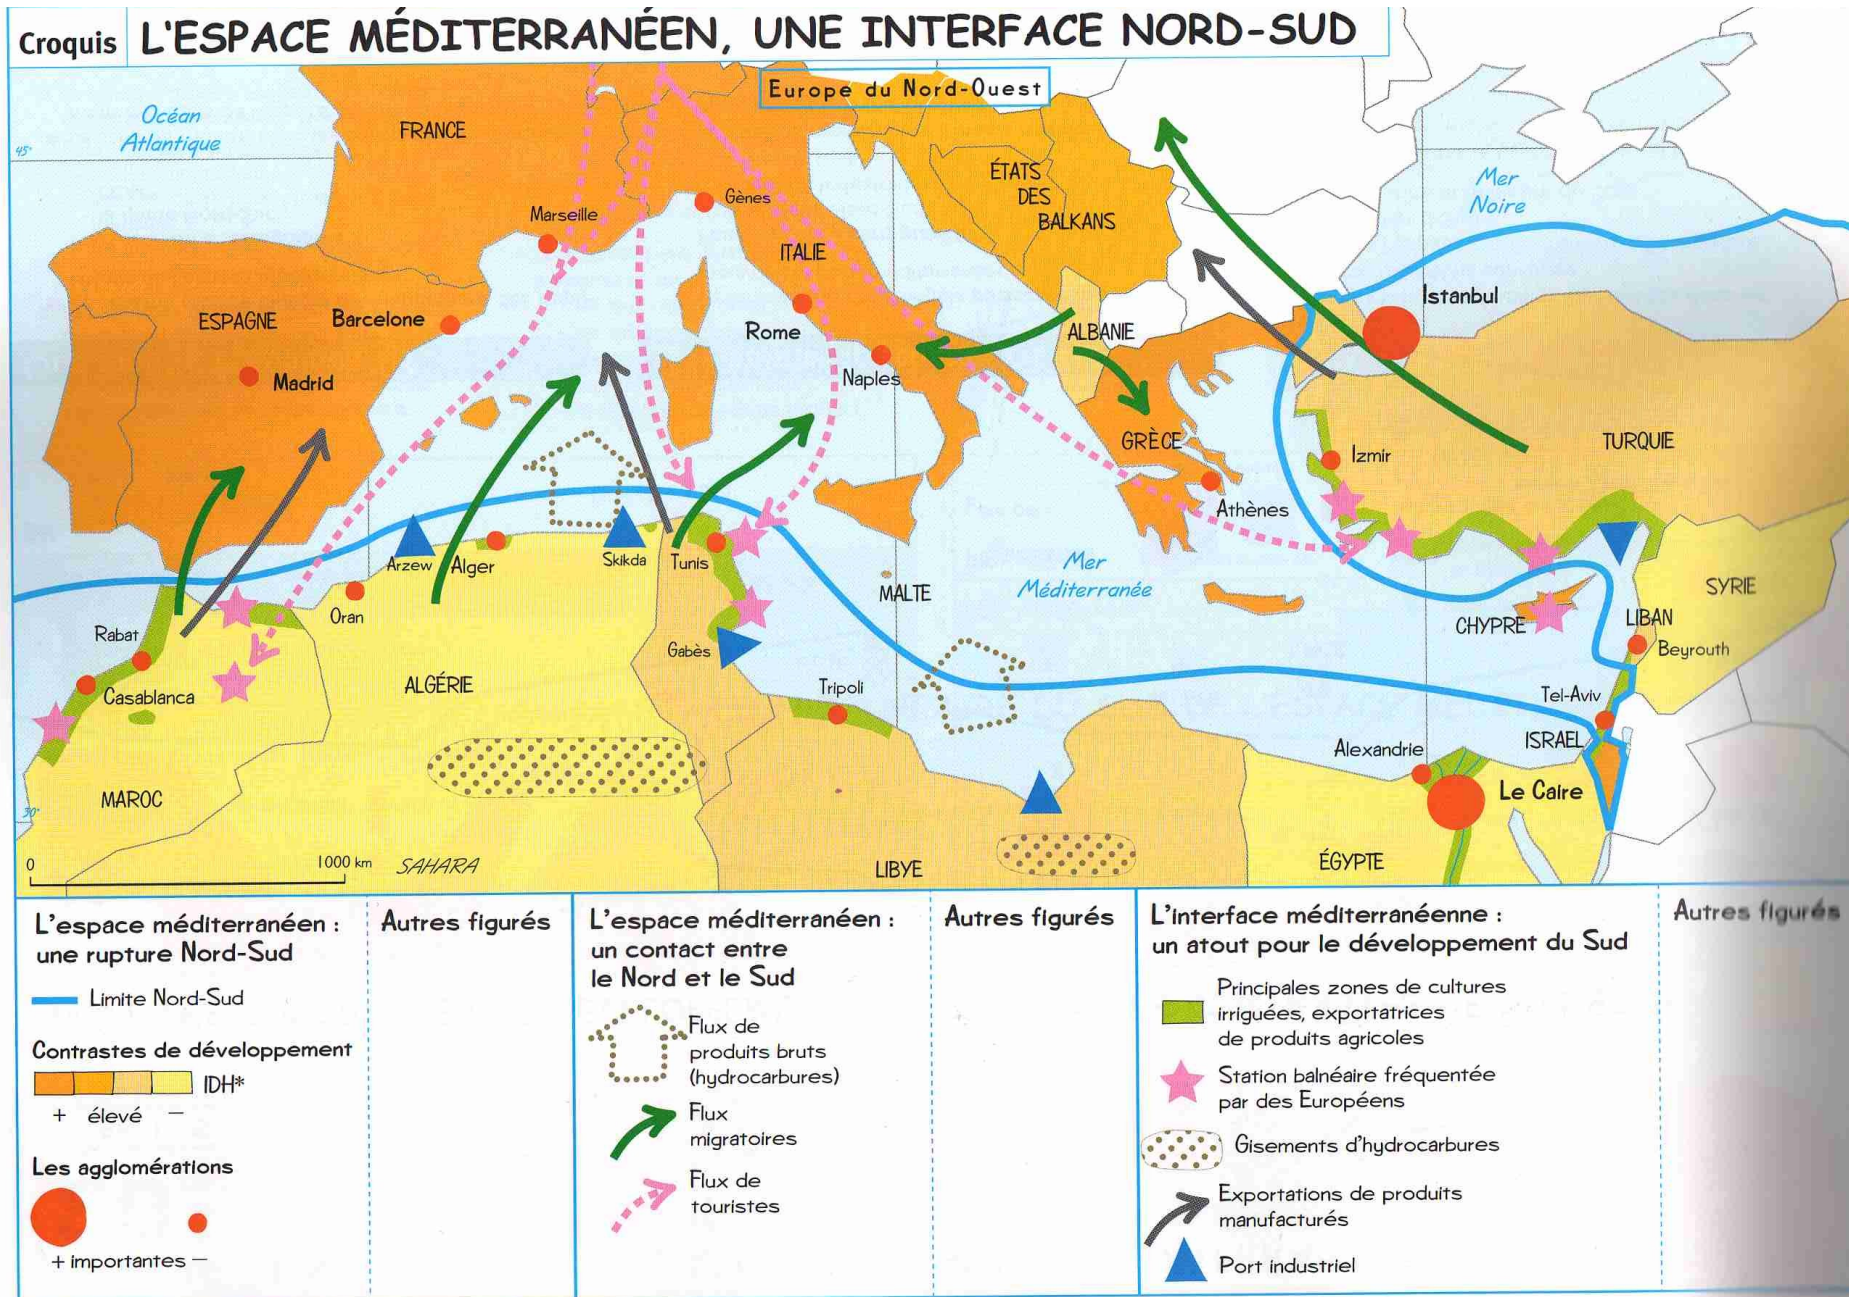 Croquis
L'ESPACE MÉDITERRANÉEN, UNE INTERFACE NORD-SUD
Europe du Nord-Ouest
Océan
Atlantique
45°
FRANCE
ÉTATS
DES
BALKANS
Mer
Noire
Marseille
Gènes
ITALIE
Istanbul
ESPAGNE
Barcelone
Rome
ALBANIE
Madrid
Naples
GRÈCE
Izmir
TURQUIE
Athènes
Arzew
Alger
Skikda
Tunis
Mer
Méditerranée
MALTE
SYRIE
Oran
CHYPRE
LIBAN
Beyrouth
Rabat
Gabès
Casablanca
ALGÉRIE
Tripoli
Tel-Aviv
ISRAEL
Alexandrie
Le Caire
MAROC
30°
0
1000 km
SAHARA
LIBYE
ÉGYPTE
L'espace méditerranéen :
une rupture Nord-Sud
Limite Nord-Sud
Contrastes de développement
IDH*
+ élevé −
Les agglomérations
+ importantes −
Autres figurés
L'espace méditerranéen :
un contact entre
le Nord et le Sud
Flux de
produits bruts
(hydrocarbures)
Flux
migratoires
Flux de
touristes
Autres figurés
L'interface méditerranéenne :
un atout pour le développement du Sud
Principales zones de cultures
irriguées, exportatrices
de produits agricoles
Station balnéaire fréquentée
par des Européens
Gisements d'hydrocarbures
Exportations de produits
manufacturés
Port industriel
Autres figurés